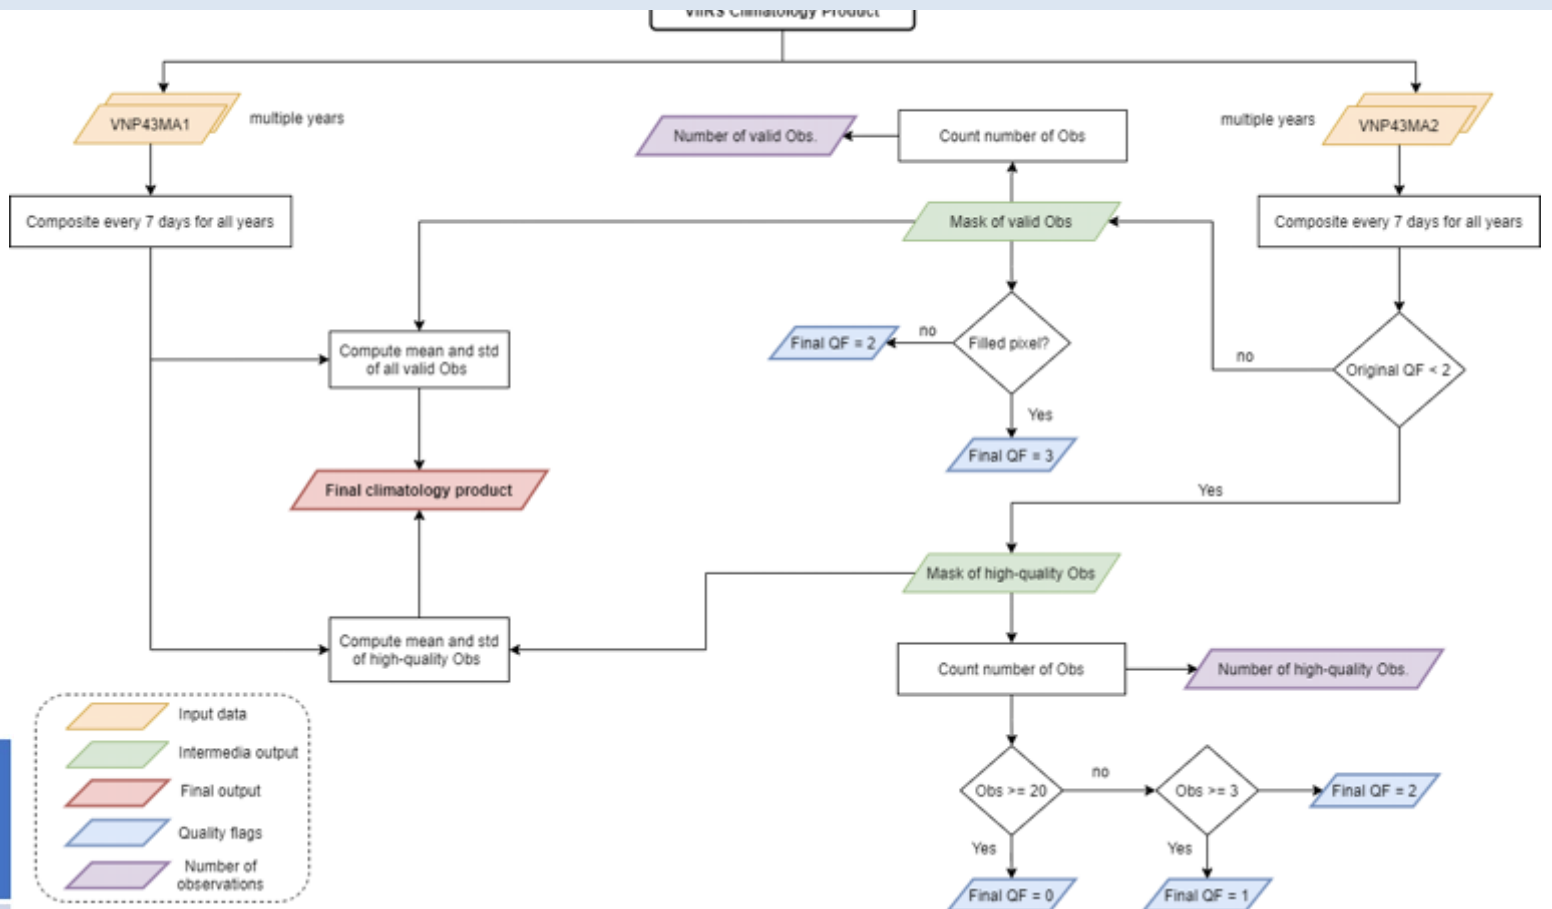 VIIRS Climatology Product
VNP43MA1
multiple years
Number of valid Obs.
Count number of Obs
multiple years
VNP43MA2
Composite every 7 days for all years
Mask of valid Obs
Composite every 7 days for all years
Compute mean and std
of all valid Obs
Final QF = 2
no
Filled pixel?
no
Original QF < 2
Yes
Final QF = 3
Final climatology product
Yes
Mask of high-quality Obs
Compute mean and std
of high-quality Obs
Count number of Obs
Number of high-quality Obs.
Input data
Intermedia output
Final output
Quality flags
Number of
observations
Obs >= 20
no
Obs >= 3
Final QF = 2
Yes
Yes
Final QF = 0
Final QF = 1